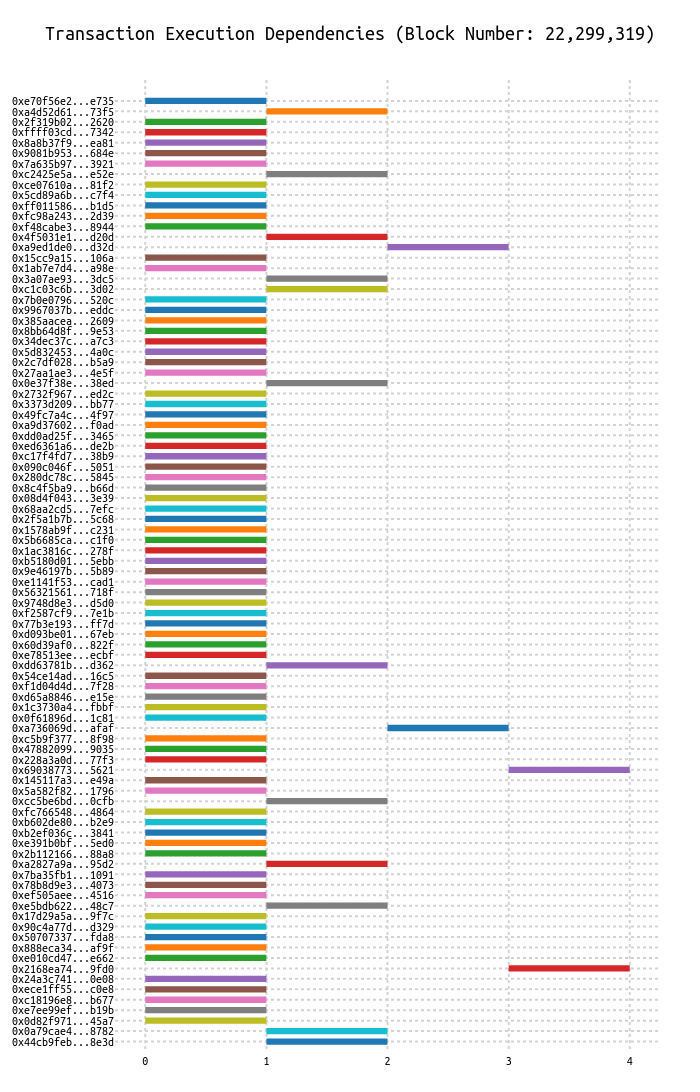 Transaction Execution Dependencies (Block Number: 22,299,319)
0xe70f56e2...e735
0xa4d52d61...73f5
0x2f319b02...2620
0xffff03cd...7342
0x8a8b37f9...ea81
0x9081b953...684e
0x7a635b97...3921
0xc2425e5a...e52e
0xce07610a...81f2
0x5cd89a6b...c7f4
0xff011586...b1d5
0xfc98a243...2d39
0xf48cabe3...8944
0x4f5031e1...d20d
0xa9ed1de0...d32d
0x15cc9a15...106a
0x1ab7e7d4...a98e
0x3a07ae93...3dc5
0xc1c03c6b...3d02
0x7b0e0796...520c
0x9967037b...eddc
0x385aacea...2609
0x8bb64d8f...9e53
0x34dec37c...a7c3
0x5d832453...4a0c
0x2c7df028...b5a9
0x27aa1ae3...4e5f
0x0e37f38e...38ed
0x2732f967...ed2c
0x3373d209...bb77
0x49fc7a4c...4f97
0xa9d37602...f0ad
0xdd0ad25f...3465
0xed6361a6...de2b
0xc17f4fd7...38b9
0x090c046f...5051
0x280dc78c...5845
0x8c4f5ba9...b66d
0x08d4f043...3e39
0x68aa2cd5...7efc
0x2f5a1b7b...5c68
0x1578ab9f...c231
0x5b6685ca...c1f0
0x1ac3816c...278f
0xb5180d01...5ebb
0x9e46197b...5b89
0xe1141f53...cad1
0x56321561...718f
0x9748d8e3...d5d0
0xf2587cf9...7e1b
0x77b3e193...ff7d
0xd093be01...67eb
0x60d39af0...822f
0xe78513ee...ecbf
0xdd63781b...d362
0x54ce14ad...16c5
0xf1d04d4d...7f28
0xd65a8846...e15e
0x1c3730a4...fbbf
0x0f61896d...1c81
0xa736069d...afaf
0xc5b9f377...8f98
0x47882099...9035
0x228a3a0d...77f3
0x69038773...5621
0x145117a3...e49a
0x5a582f82...1796
0xcc5be6bd...0cfb
0xfc766548...4864
0xb602de80...b2e9
0xb2ef036c...3841
0xe391b0bf...5ed0
0x2b112166...88a8
0xa2827a9a...95d2
0x7ba35fb1...1091
0x78b8d9e3...4073
0xef505aee...4516
0xe5bdb622...48c7
0x17d29a5a...9f7c
0x90c4a77d...d329
0x50707337...fda8
0x888eca34...af9f
0xe010cd47...e662
0x2168ea74...9fd0
0x24a3c741...0e08
0xece1ff55...c0e8
0xc18196e8...b677
0xe7ee99ef...b19b
0x0d82f971...45a7
0x0a79cae4...8782
0x44cb9feb...8e3d
0 1 2 3 4